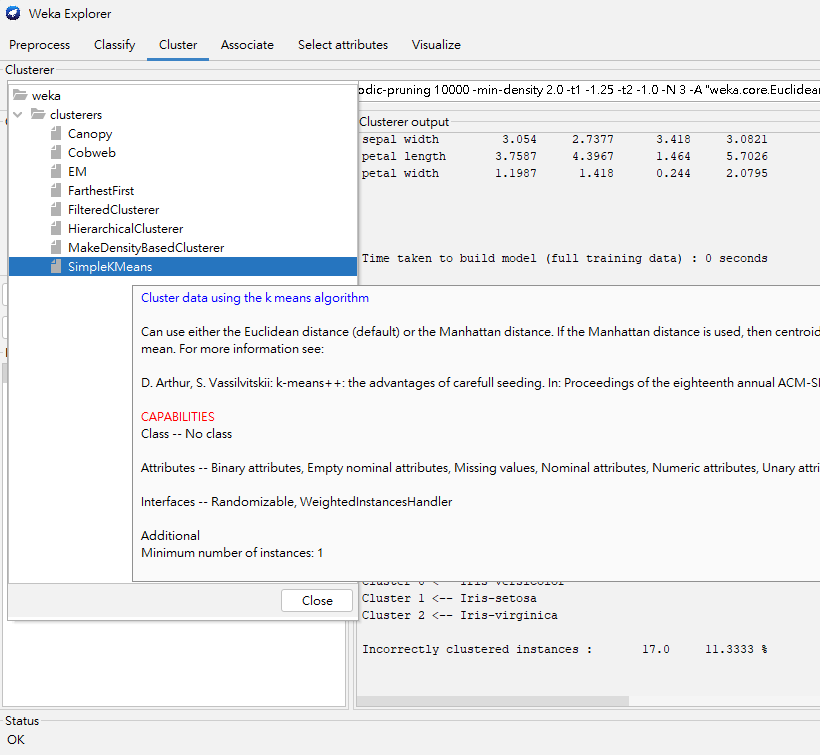 Weka Explorer
Preprocess Classify Cluster Associate Select attributes Visualize
Clusterer
odic-pruning 10000 -min-density 2.0 -t1 -1.25 -t2 -1.0 -N 3 -A "weka.core.Euclidean
weka
clusterers
Canopy
Cobweb
EM
FarthestFirst
FilteredClusterer
HierarchicalClusterer
MakeDensityBasedClusterer
SimpleKMeans
Clusterer output
sepal width 3.054 2.7377 3.418 3.0821
petal length 3.7587 4.3967 1.464 5.7026
petal width 1.1987 1.418 0.244 2.0795
Time taken to build model (full training data) : 0 seconds
Cluster data using the k means algorithm
Can use either the Euclidean distance (default) or the Manhattan distance. If the Manhattan distance is used, then centroid
mean. For more information see:
D. Arthur, S. Vassilvitskii: k-means++: the advantages of carefull seeding. In: Proceedings of the eighteenth annual ACM-SI
CAPABILITIES
Class -- No class
Attributes -- Binary attributes, Empty nominal attributes, Missing values, Nominal attributes, Numeric attributes, Unary attri
Interfaces -- Randomizable, WeightedInstancesHandler
Additional
Minimum number of instances: 1
Cluster 0 <-- Iris-versicolor
Cluster 1 <-- Iris-setosa
Cluster 2 <-- Iris-virginica
Incorrectly clustered instances : 17.0 11.3333 %
Close
Status
OK